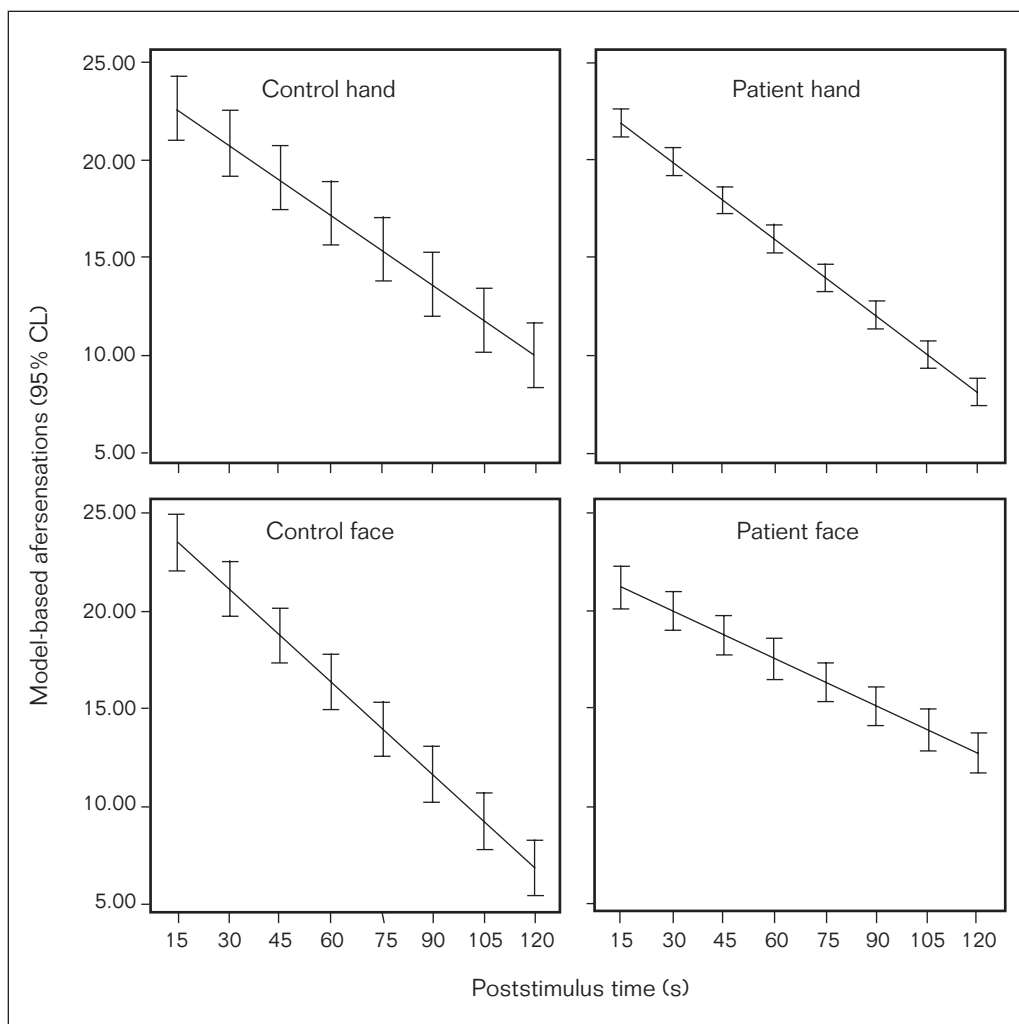 Control hand
Patient hand
25.00
20.00
15.00
10.00
5.00
Control face
Patient face
25.00
20.00
15.00
10.00
5.00
Model-based afersensations (95% CL)
15 30 45 60 75 90 105 120
15 30 45 60 75 90 105 120
Poststimulus time (s)